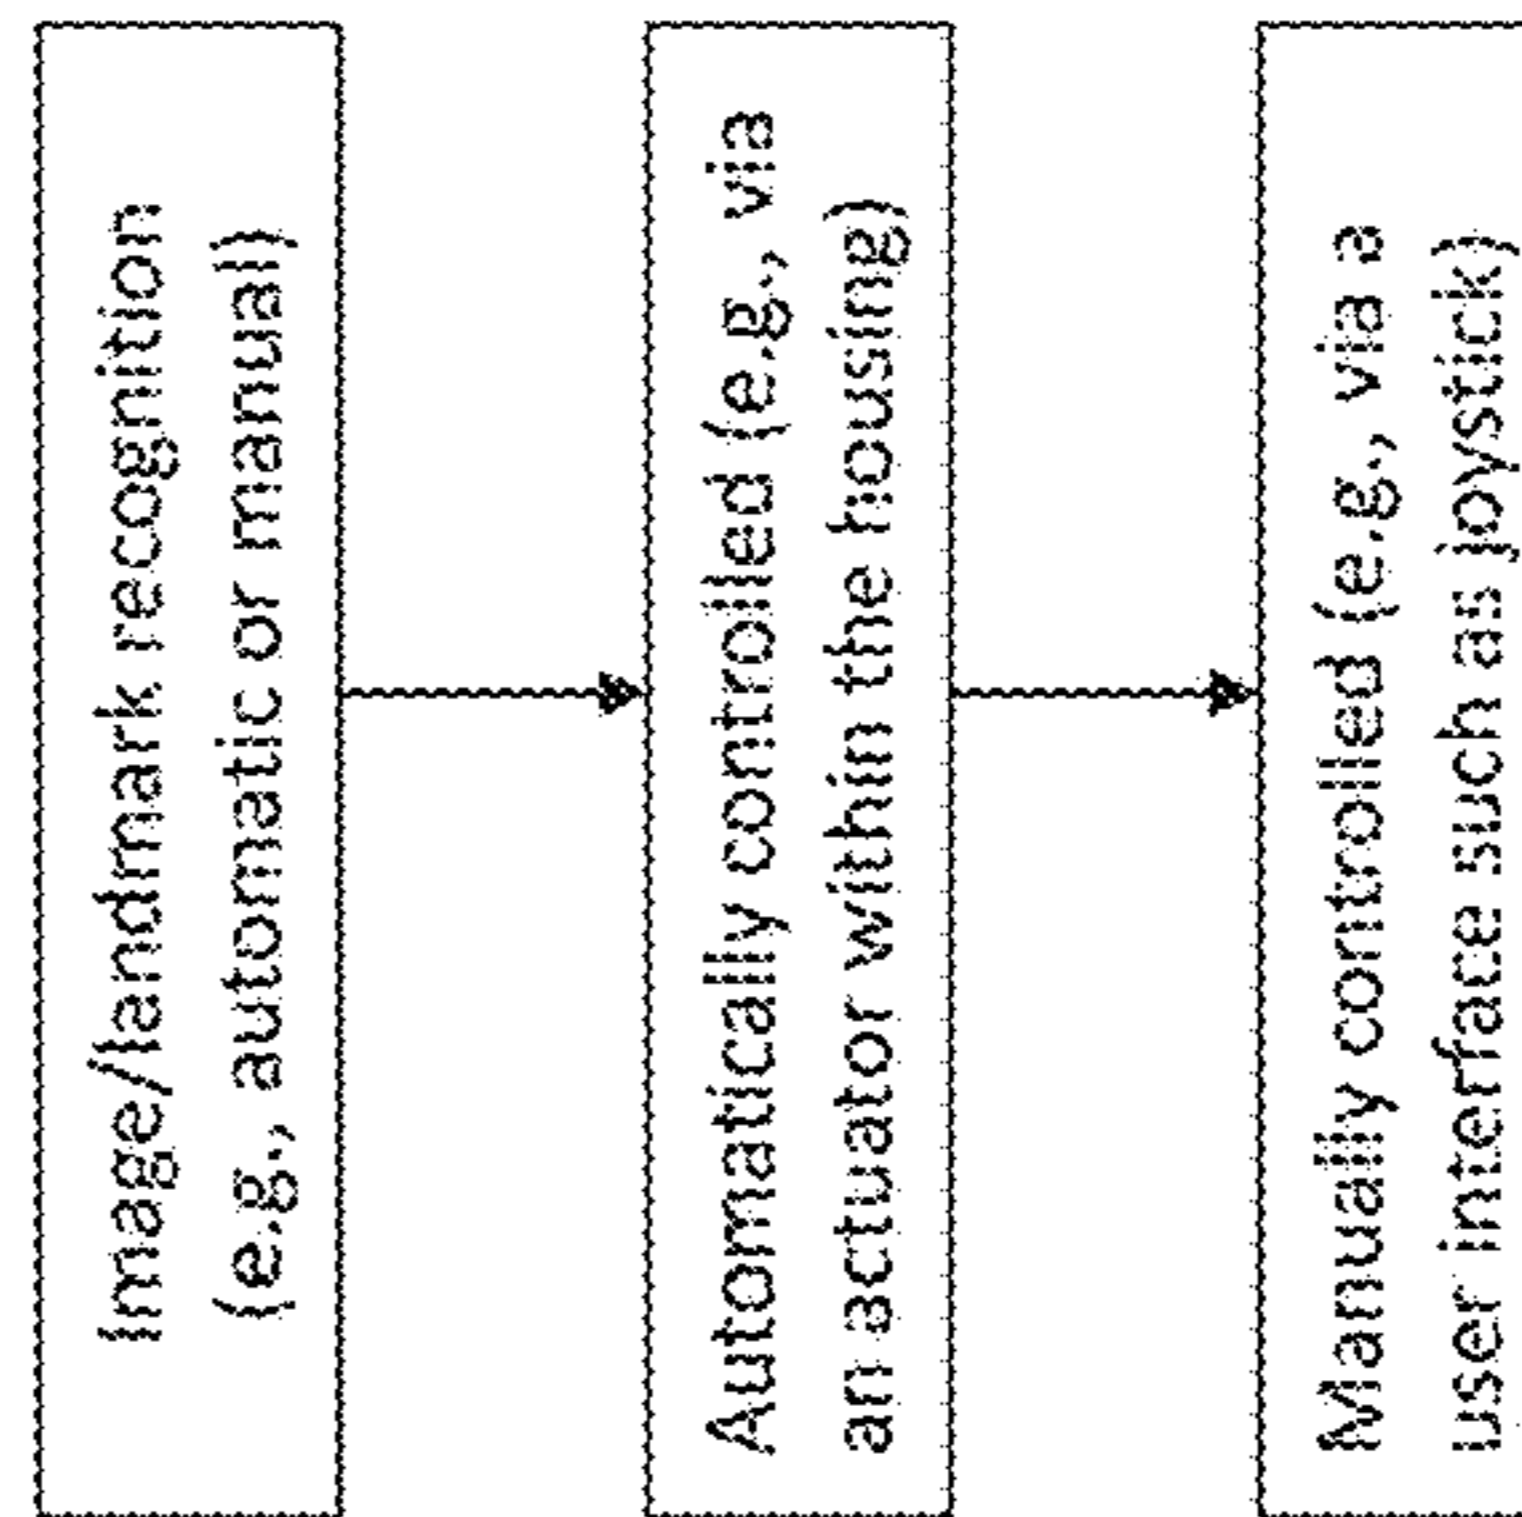 Image/landmark recognition
(e.g., automatic or manual)
Automatically controlled (e.g., via
an actuator within the housing)
Manually controlled (e.g., via a
user interface such as joystick)